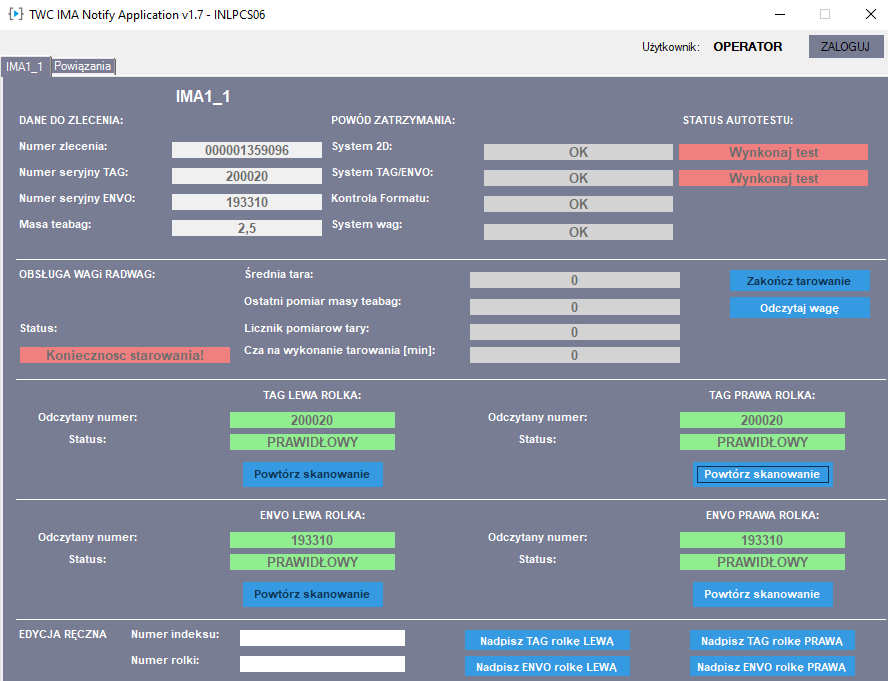 TWC IMA Notify Application v1.7 - INLPCS06
Użytkownik: OPERATOR ZALOGUJ
IMA1_1 Powiązania
IMA1_1
DANE DO ZLECENIA: POWÓD ZATRZYMANIA: STATUS AUTOTESTU:
Numer zlecenia: 000001359096 System 2D: OK Wynkonaj test
Numer seryjny TAG: 200020 System TAG/ENVO: OK Wynkonaj test
Numer seryjny ENVO: 193310 Kontrola Formatu: OK
Masa teabag: 2,5 System wag: OK
OBSŁUGA WAGi RADWAG: Średnia tara: 0 Zakończ tarowanie
Ostatni pomiar masy teabag: 0 Odczytaj wagę
Status: Licznik pomiarow tary: 0
Koniecznosc starowania! Cza na wykonanie tarowania [min]: 0
TAG LEWA ROLKA: TAG PRAWA ROLKA:
Odczytany numer: 200020 Odczytany numer: 200020
Status: PRAWIDŁOWY Status: PRAWIDŁOWY
Powtórz skanowanie Powtórz skanowanie
ENVO LEWA ROLKA: ENVO PRAWA ROLKA:
Odczytany numer: 193310 Odczytany numer: 193310
Status: PRAWIDŁOWY Status: PRAWIDŁOWY
Powtórz skanowanie Powtórz skanowanie
EDYCJA RĘCZNA Numer indeksu: Nadpisz TAG rolkę LEWĄ Nadpisz TAG rolkę PRAWĄ
Numer rolki: Nadpisz ENVO rolkę LEWĄ Nadpisz ENVO rolkę PRAWĄ